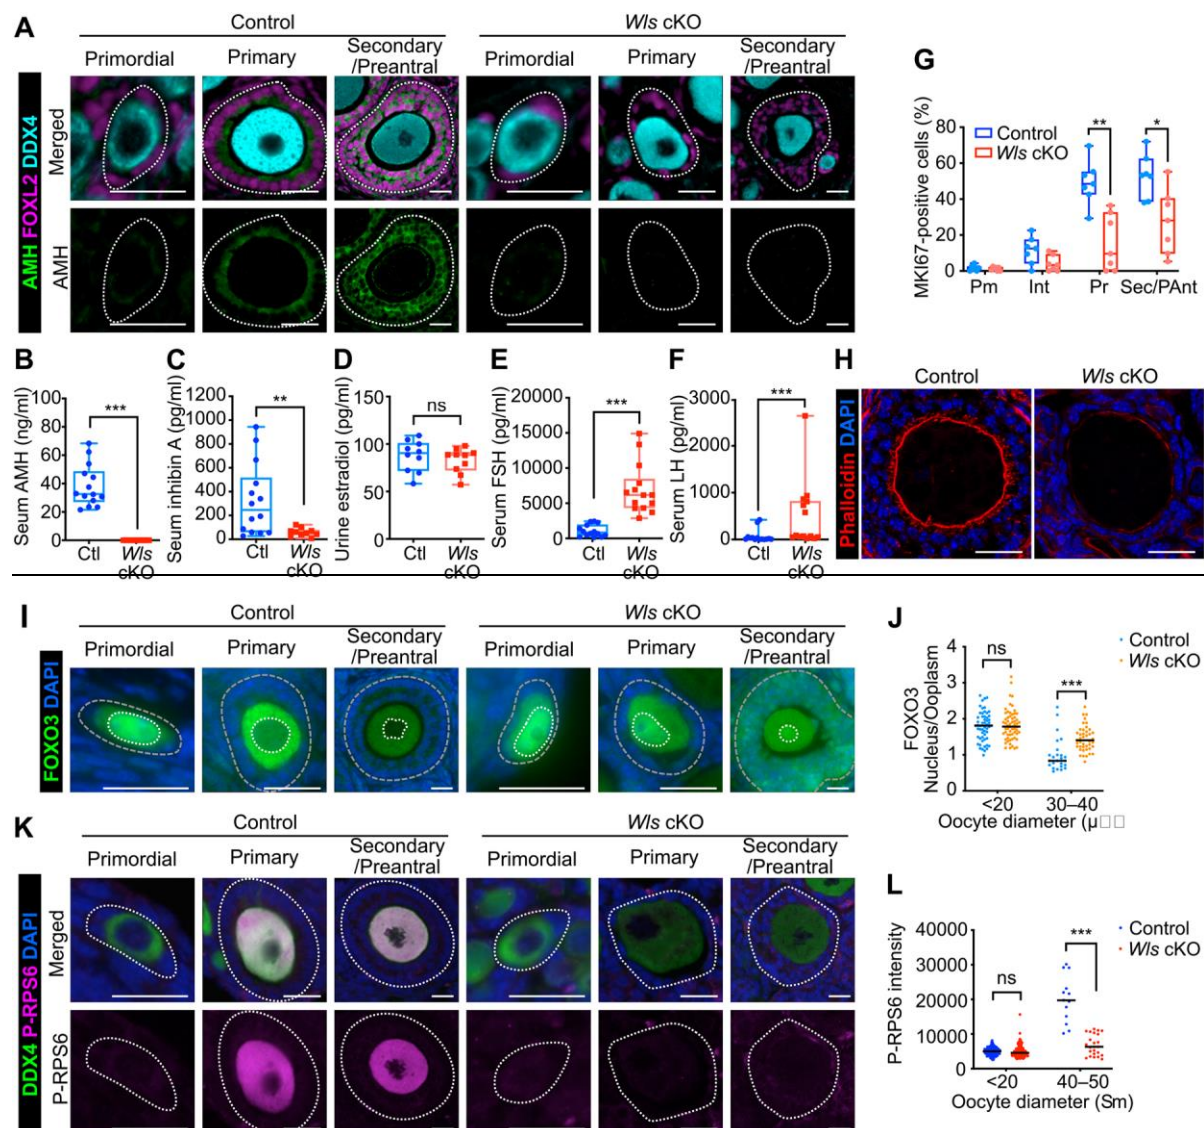 A
Control
Wls cKO
Primordial
Primary
Secondary
/Preantral
Primordial
Primary
Secondary
/Preantral
AMH FOXL2 DDX4
Merged
AMH
G
MKI67-positive cells (%)
80
60
40
20
0
Control
Wls cKO
**
*
Pm
Int
Pr
Sec/PAnt
B
Seum AMH (ng/ml)
100
80
60
40
20
0
***
Ctl
Wls
cKO
C
Seum inhibin A (pg/ml)
1000
800
600
400
200
0
**
Ctl
Wls
cKO
D
Urine estradiol (pg/ml)
150
100
50
0
ns
Ctl
Wls
cKO
E
Serum FSH (pg/ml)
20000
15000
10000
5000
0
***
Ctl
Wls
cKO
F
Serum LH (pg/ml)
3000
2000
1000
0
***
Ctl
Wls
cKO
H
Control
Wls cKO
Phalloidin DAPI
I
Control
Wls cKO
Primordial
Primary
Secondary
/Preantral
Primordial
Primary
Secondary
/Preantral
FOXO3 DAPI
J
FOXO3
Nucleus/Ooplasm
4
3
2
1
0
Control
Wls cKO
ns
***
<20
30–40
Oocyte diameter (μ□□
K
Control
Wls cKO
Primordial
Primary
Secondary
/Preantral
Primordial
Primary
Secondary
/Preantral
DDX4 P-RPS6 DAPI
Merged
P-RPS6
L
P-RPS6 intensity
40000
30000
20000
10000
0
Control
Wls cKO
ns
***
<20
40–50
Oocyte diameter (Sm)